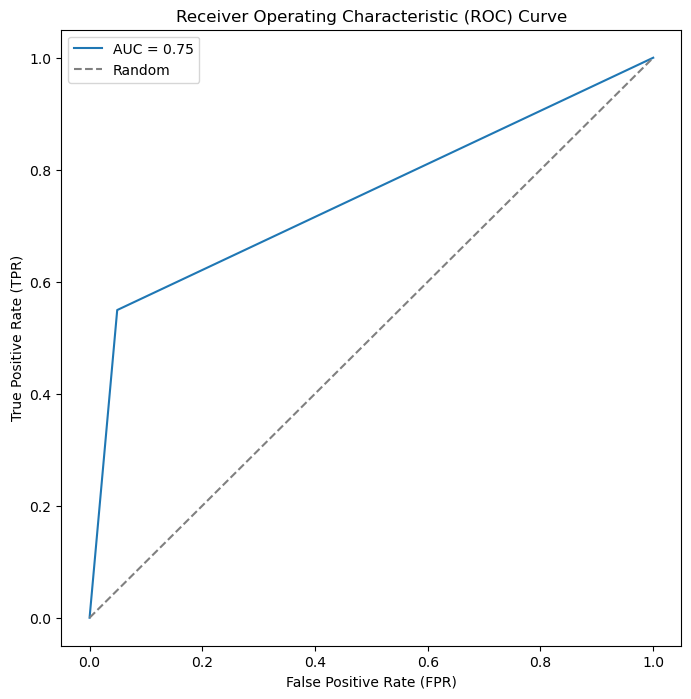 Receiver Operating Characteristic (ROC) Curve
AUC = 0.75
Random
True Positive Rate (TPR)
1.0
0.8
0.6
0.4
0.2
0.0
0.0 0.2 0.4 0.6 0.8 1.0
False Positive Rate (FPR)